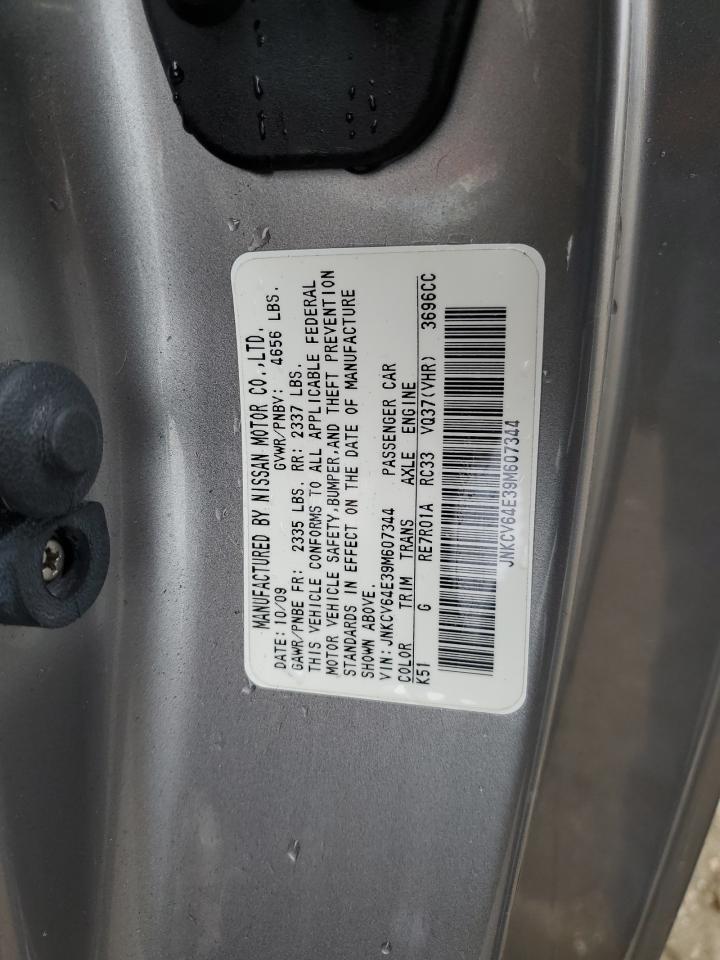 MANUFACTURED BY NISSAN MOTOR CO.,LTD.
DATE: 10/09 GVWR/PNBV: 4656 LBS.
GAWR/PNBE FR: 2335 LBS. RR: 2337 LBS.
THIS VEHICLE CONFORMS TO ALL APPLICABLE FEDERAL
MOTOR VEHICLE SAFETY,BUMPER,AND THEFT PREVENTION
STANDARDS IN EFFECT ON THE DATE OF MANUFACTURE
SHOWN ABOVE.
VIN:JNKCV64E39M607344 PASSENGER CAR
COLOR TRIM TRANS AXLE ENGINE
K51 G RE7R01A RC33 VQ37(VHR) 3696CC
JNKCV64E39M607344